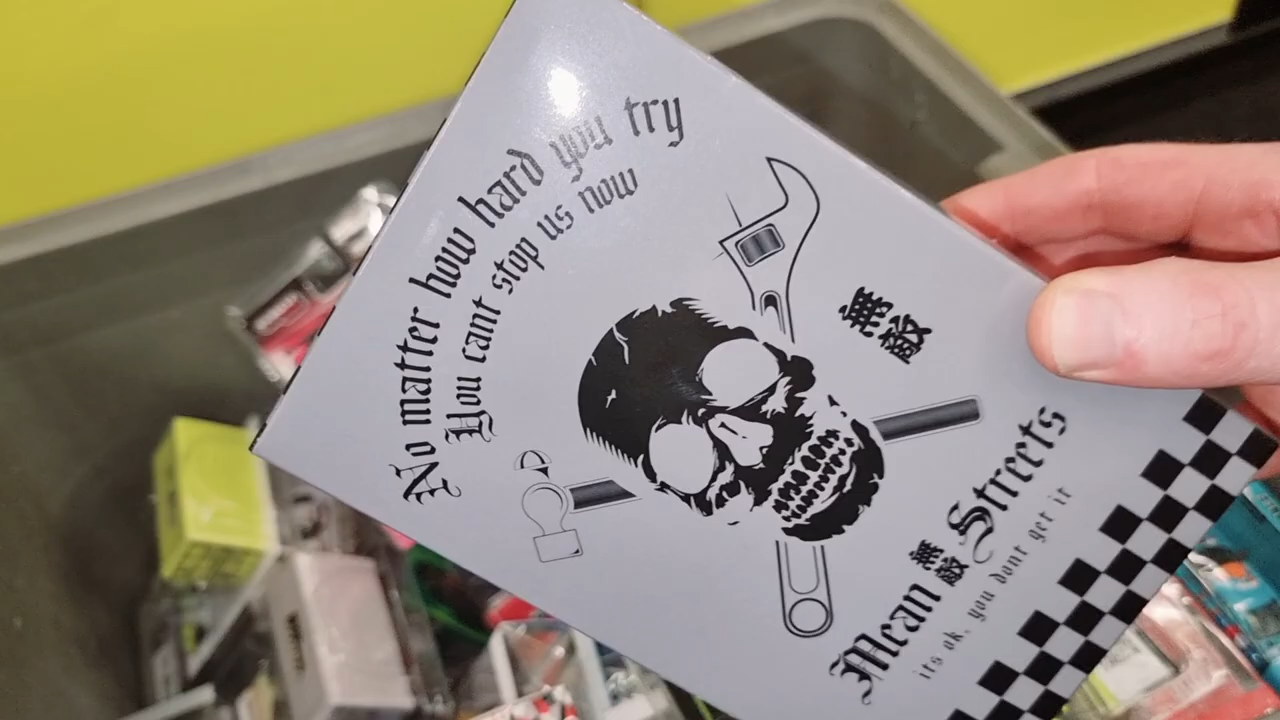 No matter how hard you try
You cant stop us now
無敵
Mean 無敵 Streets
its ok, you dont get it